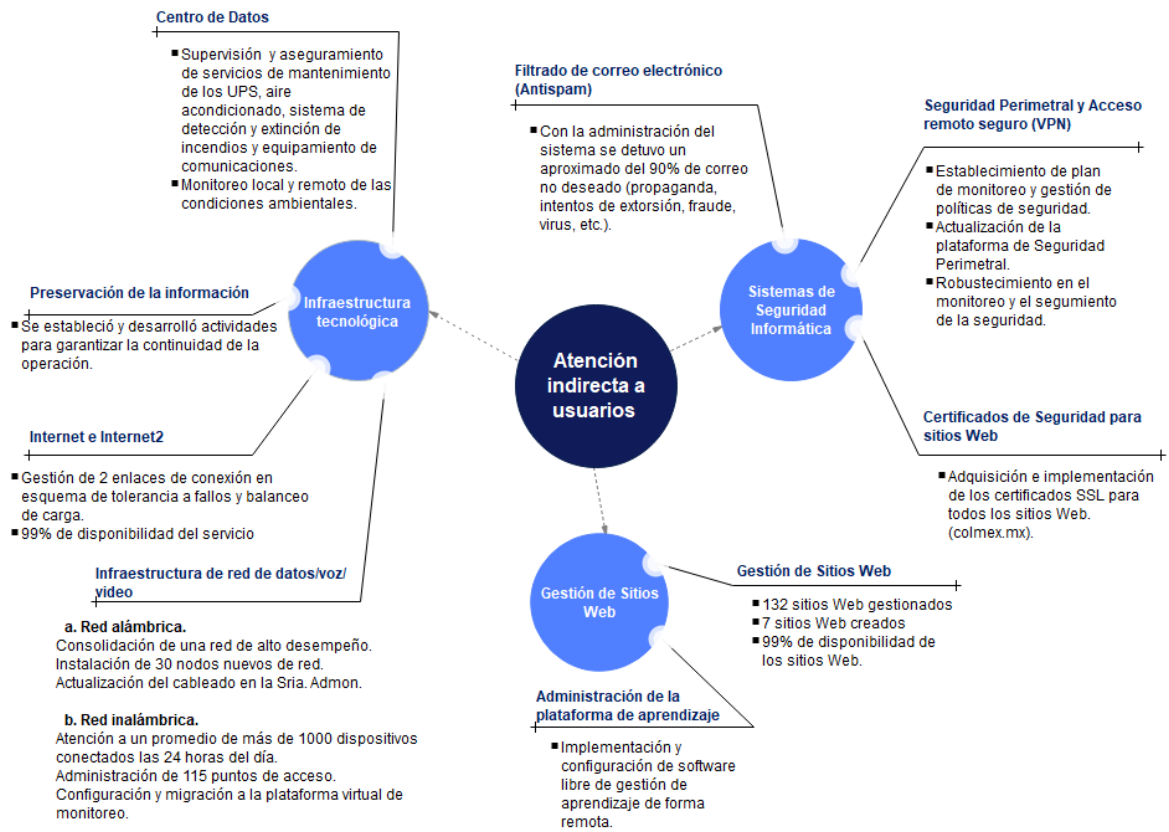 Centro de Datos
▪ Supervisión y aseguramiento
de servicios de mantenimiento
de los UPS, aire
acondicionado, sistema de
detección y extinción de
incendios y equipamiento de
comunicaciones.
▪ Monitoreo local y remoto de las
condiciones ambientales.
Infraestructura
tecnológica
Preservación de la información
▪ Se estableció y desarrolló actividades
para garantizar la continuidad de la
operación.
Internet e Internet2
▪ Gestión de 2 enlaces de conexión en
esquema de tolerancia a fallos y balanceo
de carga.
▪ 99% de disponibilidad del servicio
Infraestructura de red de datos/voz/
video
a. Red alámbrica.
Consolidación de una red de alto desempeño.
Instalación de 30 nodos nuevos de red.
Actualización del cableado en la Sria. Admon.
b. Red inalámbrica.
Atención a un promedio de más de 1000 dispositivos
conectados las 24 horas del día.
Administración de 115 puntos de acceso.
Configuración y migración a la plataforma virtual de
monitoreo.
Atención
indirecta a
usuarios
Filtrado de correo electrónico
(Antispam)
▪ Con la administración del
sistema se detuvo un
aproximado del 90% de correo
no deseado (propaganda,
intentos de extorsión, fraude,
virus, etc.).
Sistemas de
Seguridad
Informática
Seguridad Perimetral y Acceso
remoto seguro (VPN)
▪ Establecimiento de plan
de monitoreo y gestión de
políticas de seguridad.
▪ Actualización de la
plataforma de Seguridad
Perimetral.
▪ Robustecimiento en el
monitoreo y el segumiento
de la seguridad.
Certificados de Seguridad para
sitios Web
▪ Adquisición e implementación
de los certificados SSL para
todos los sitios Web.
(colmex.mx).
Gestión de Sitios
Web
Gestión de Sitios Web
▪ 132 sitios Web gestionados
▪ 7 sitios Web creados
▪ 99% de disponibilidad de
los sitios Web.
Administración de la
plataforma de aprendizaje
▪ Implementación y
configuración de software
libre de gestión de
aprendizaje de forma
remota.